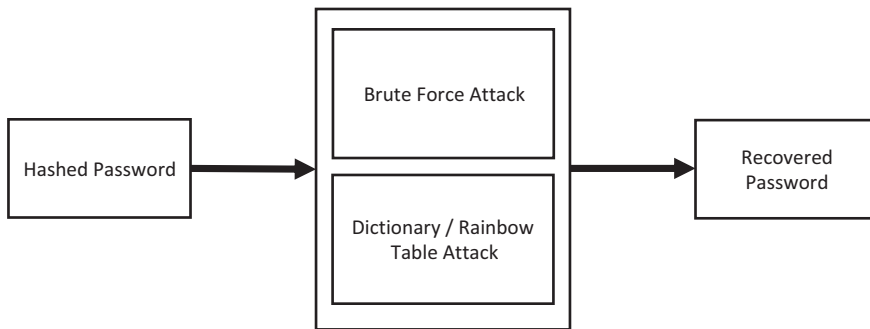 Hashed Password
Brute Force Attack
Dictionary / Rainbow
Table Attack
Recovered
Password